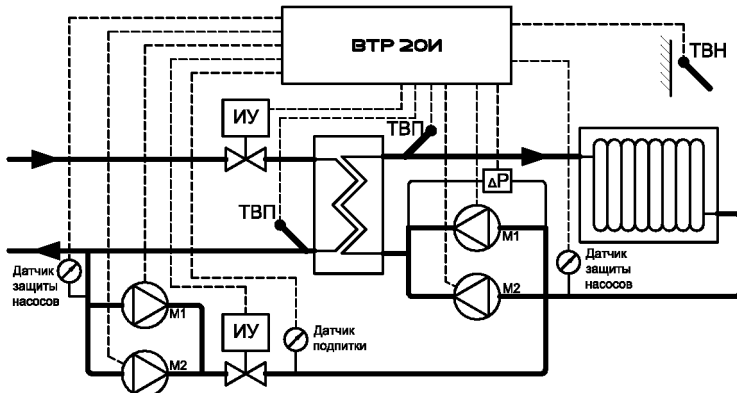 ВТР 20И
ТВН
ИУ
ТВП
ТВП
ΔP
М1
М2
Датчик
защиты
насосов
Датчик
защиты
насосов
М1
М2
ИУ
Датчик
подпитки